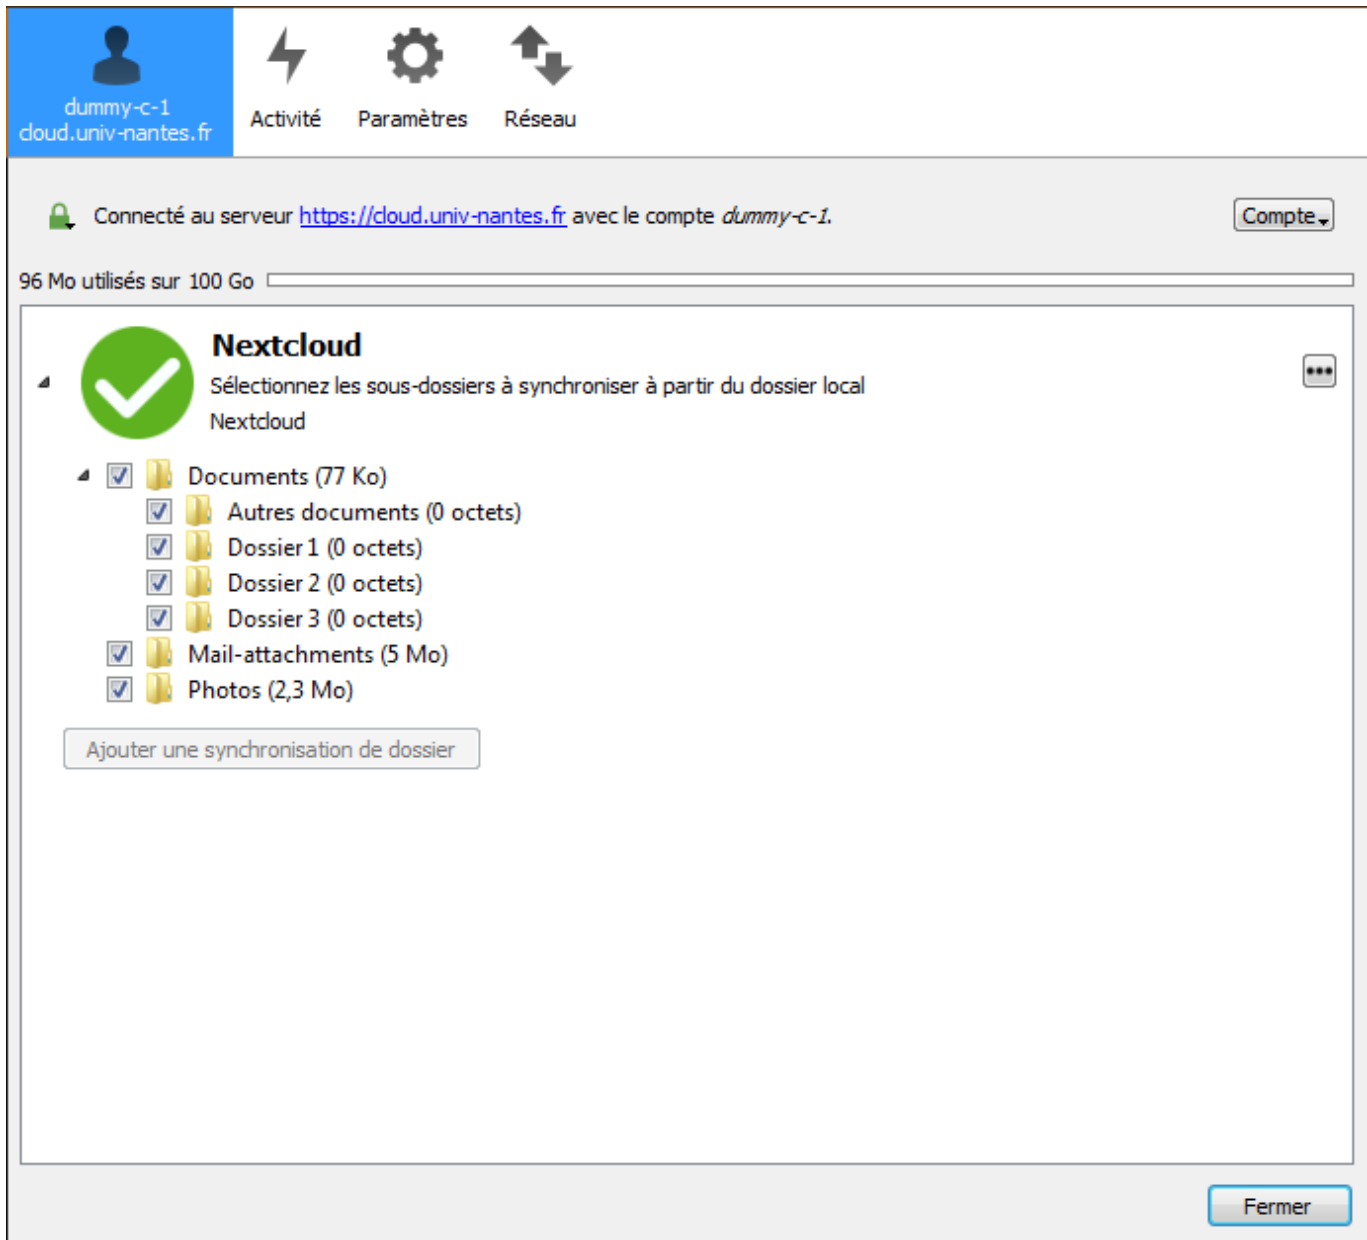 dummy-c-1
cloud.univ-nantes.fr
Activité
Paramètres
Réseau
Connecté au serveur https://cloud.univ-nantes.fr avec le compte dummy-c-1.
Compte
96 Mo utilisés sur 100 Go
Nextcloud
Sélectionnez les sous-dossiers à synchroniser à partir du dossier local
Nextcloud
Documents (77 Ko)
Autres documents (0 octets)
Dossier 1 (0 octets)
Dossier 2 (0 octets)
Dossier 3 (0 octets)
Mail-attachments (5 Mo)
Photos (2,3 Mo)
Ajouter une synchronisation de dossier
Fermer